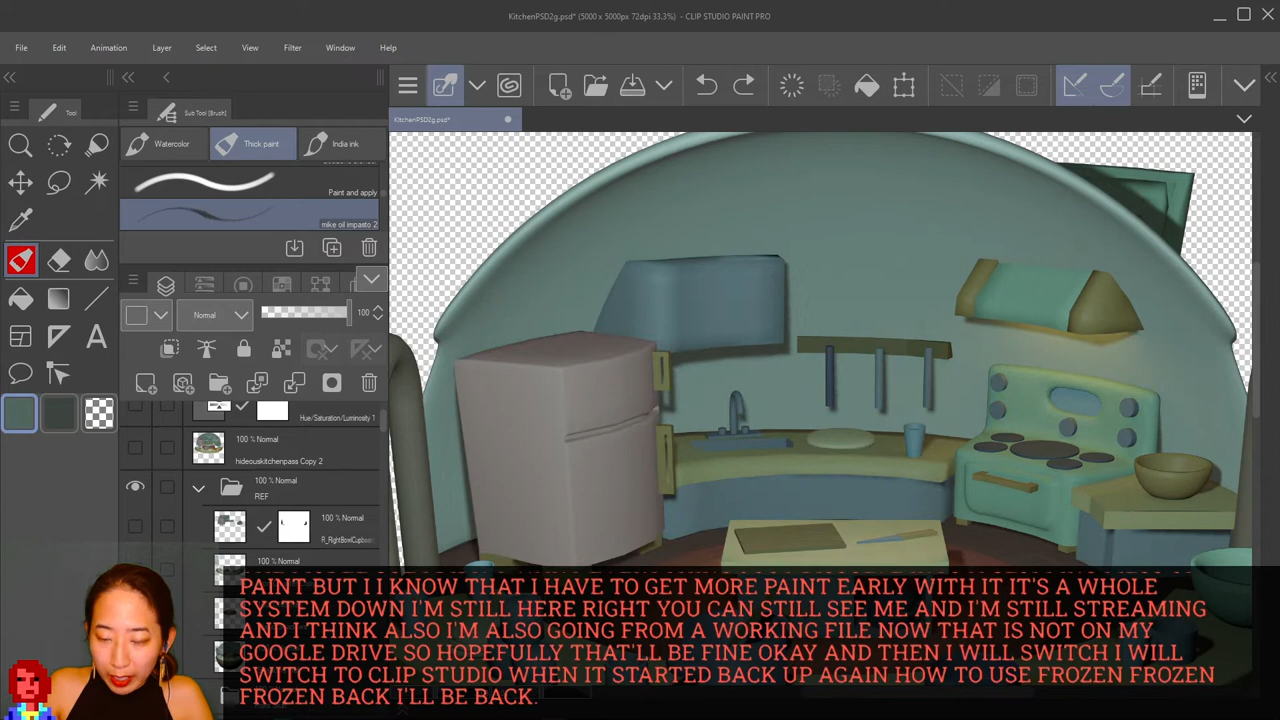 KitchenPSD2g.psd* (5000 x 5000px 72dpi 33.3%) - CLIP STUDIO PAINT PRO
File Edit Animation Layer Select View Filter Window Help
Tool
Sub Tool [Brush]
KitchenPSD2g.psd*
Watercolor Thick paint India ink
Paint and apply
mike oil impasto 2
Normal 100
Hue/Saturation/Luminosity 1
100 % Normal
hideouskitchenpass Copy 2
100 % Normal
REF
100 % Normal
R_RightBowlCupboard
100 % Normal
PAINT BUT I I KNOW THAT I HAVE TO GET MORE PAINT EARLY WITH IT IT'S A WHOLE
SYSTEM DOWN I'M STILL HERE RIGHT YOU CAN STILL SEE ME AND I'M STILL STREAMING
AND I THINK ALSO I'M ALSO GOING FROM A WORKING FILE NOW THAT IS NOT ON MY
GOOGLE DRIVE SO HOPEFULLY THAT'LL BE FINE OKAY AND THEN I WILL SWITCH I WILL
SWITCH TO CLIP STUDIO WHEN IT STARTED BACK UP AGAIN HOW TO USE FROZEN FROZEN
FROZEN BACK I'LL BE BACK.